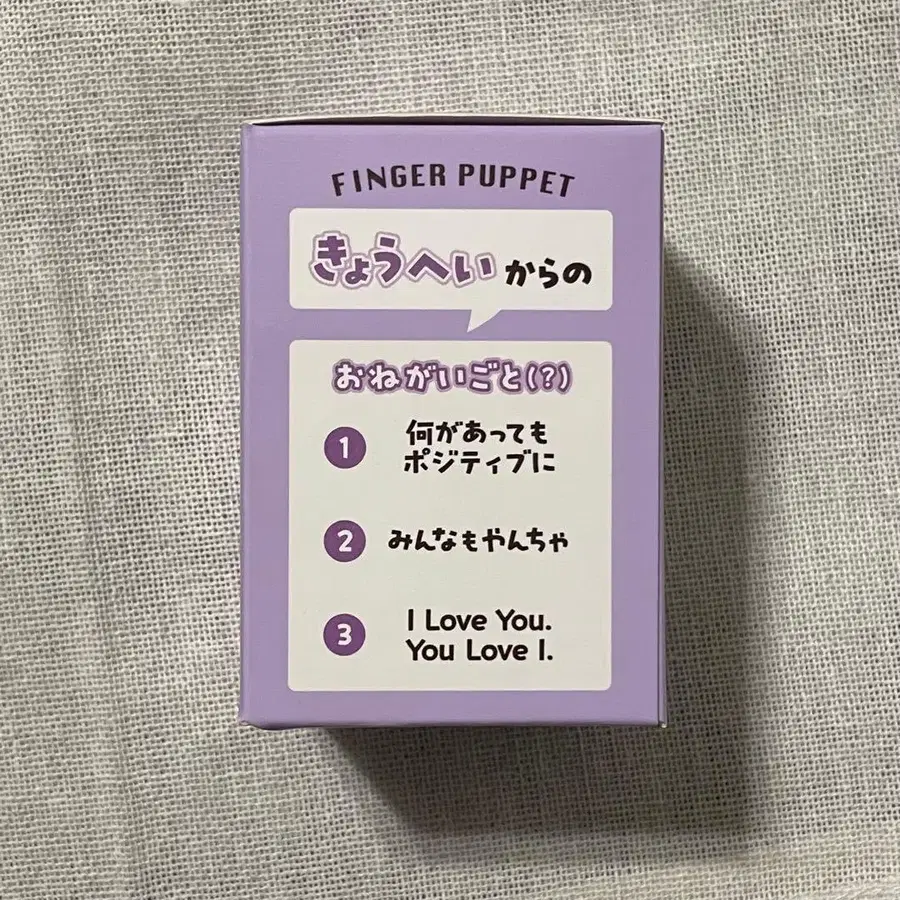 FINGER PUPPET
きょうへいからの
おねがいごと(?)
1 何があっても
ポジティブに
2 みんなもやんちゃ
3 I Love You.
You Love I.